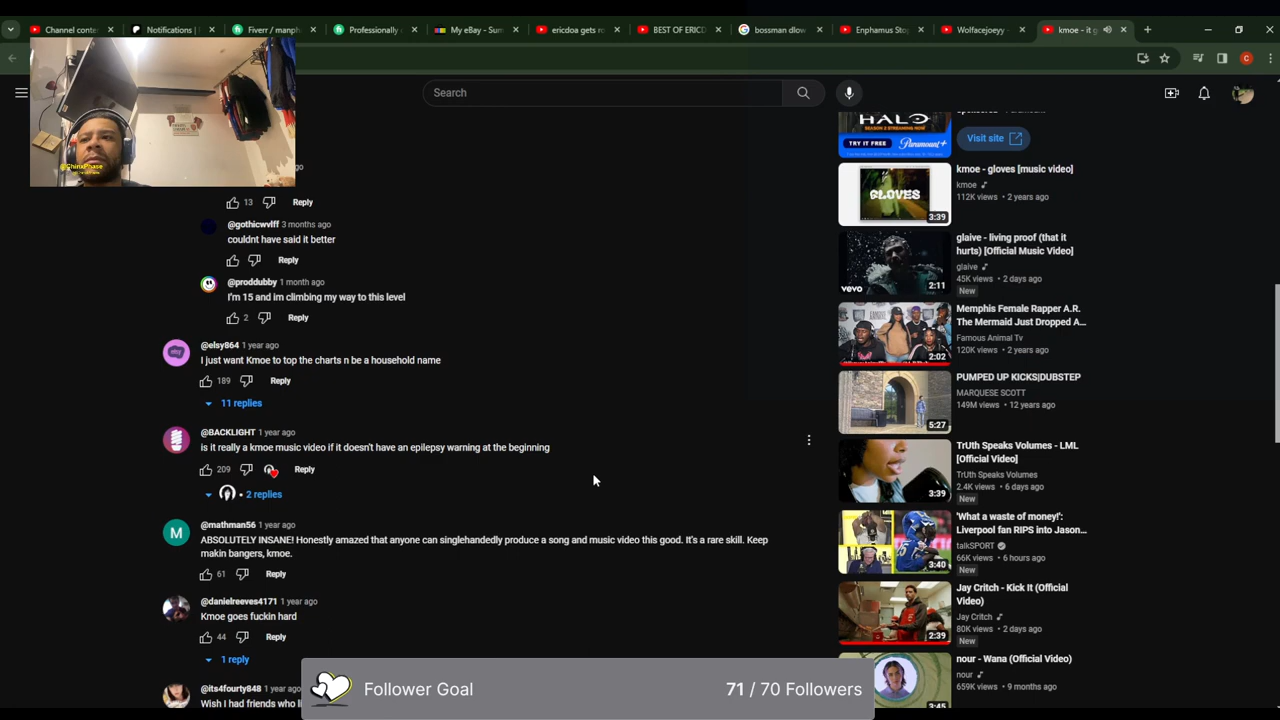 Channel conte
Notifications |
Fiverr / manph
Professionally
My eBay - Sum
ericdoa gets ro
BEST OF ERICD
bossman dlow
Enphamus Sto
Wolfacejoeyy
kmoe - it g
@ChinxPhase
Search
C
13
Reply
@gothicwvlff 3 months ago
couldnt have said it better
Reply
@proddubby 1 month ago
I'm 15 and im climbing my way to this level
2
Reply
@elsy864 1 year ago
I just want Kmoe to top the charts n be a household name
189
Reply
11 replies
@BACKLIGHT 1 year ago
is it really a kmoe music video if it doesn't have an epilepsy warning at the beginning
209
Reply
• 2 replies
M
@mathman56 1 year ago
ABSOLUTELY INSANE! Honestly amazed that anyone can singlehandedly produce a song and music video this good. It's a rare skill. Keep
makin bangers, kmoe.
61
Reply
@danielreeves4171 1 year ago
Kmoe goes fuckin hard
44
Reply
1 reply
@its4fourty848 1 year ago
Wish I had friends who li
Follower Goal
71 / 70 Followers
HALO
SEASON 2 STREAMING NOW
TRY IT FREE
Paramount+
Visit site
GLOVES
3:39
kmoe - gloves [music video]
kmoe
112K views • 2 years ago
vevo
2:11
glaive - living proof (that it
hurts) [Official Music Video]
glaive
45K views • 2 days ago
New
2:02
Memphis Female Rapper A.R.
The Mermaid Just Dropped A...
Famous Animal Tv
120K views • 2 years ago
5:27
PUMPED UP KICKS|DUBSTEP
MARQUESE SCOTT
149M views • 12 years ago
3:39
TrUth Speaks Volumes - LML
[Official Video]
TrUth Speaks Volumes
2.4K views • 6 days ago
New
3:40
'What a waste of money!':
Liverpool fan RIPS into Jason...
talkSPORT
66K views • 6 hours ago
New
2:39
Jay Critch - Kick It (Official
Video)
Jay Critch
80K views • 2 days ago
New
3:45
nour - Wana (Official Video)
nour
659K views • 9 months ago